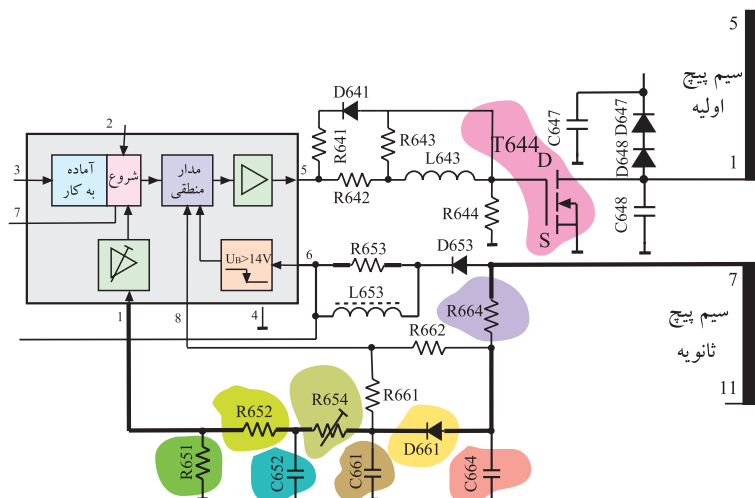 5
سیم پیچ
اولیه
1
D641
R641
R643
L643
R642
R644
T644
D
S
C647
D647
D648
C648
2
3
آماده
به کار
شروع
مدار
منطقی
5
7
UB>14V
6
1
8
4
R653
L653
D653
R664
R662
R661
7
سیم پیچ
ثانویه
11
R652
R654
D661
R651
C652
C661
C664